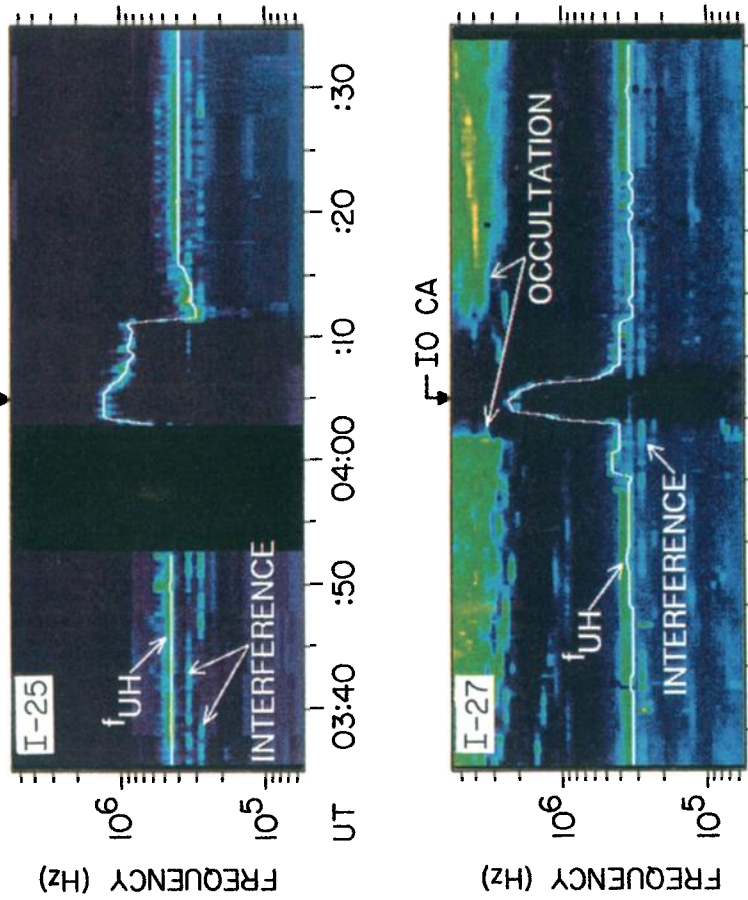 I-25
fUH
INTERFERENCE
FREQUENCY (Hz)
10⁶
10⁵
UT
03:40
:50
04:00
:10
:20
:30
IO CA
I-27
fUH
INTERFERENCE
OCCULTATION
FREQUENCY (Hz)
10⁶
10⁵